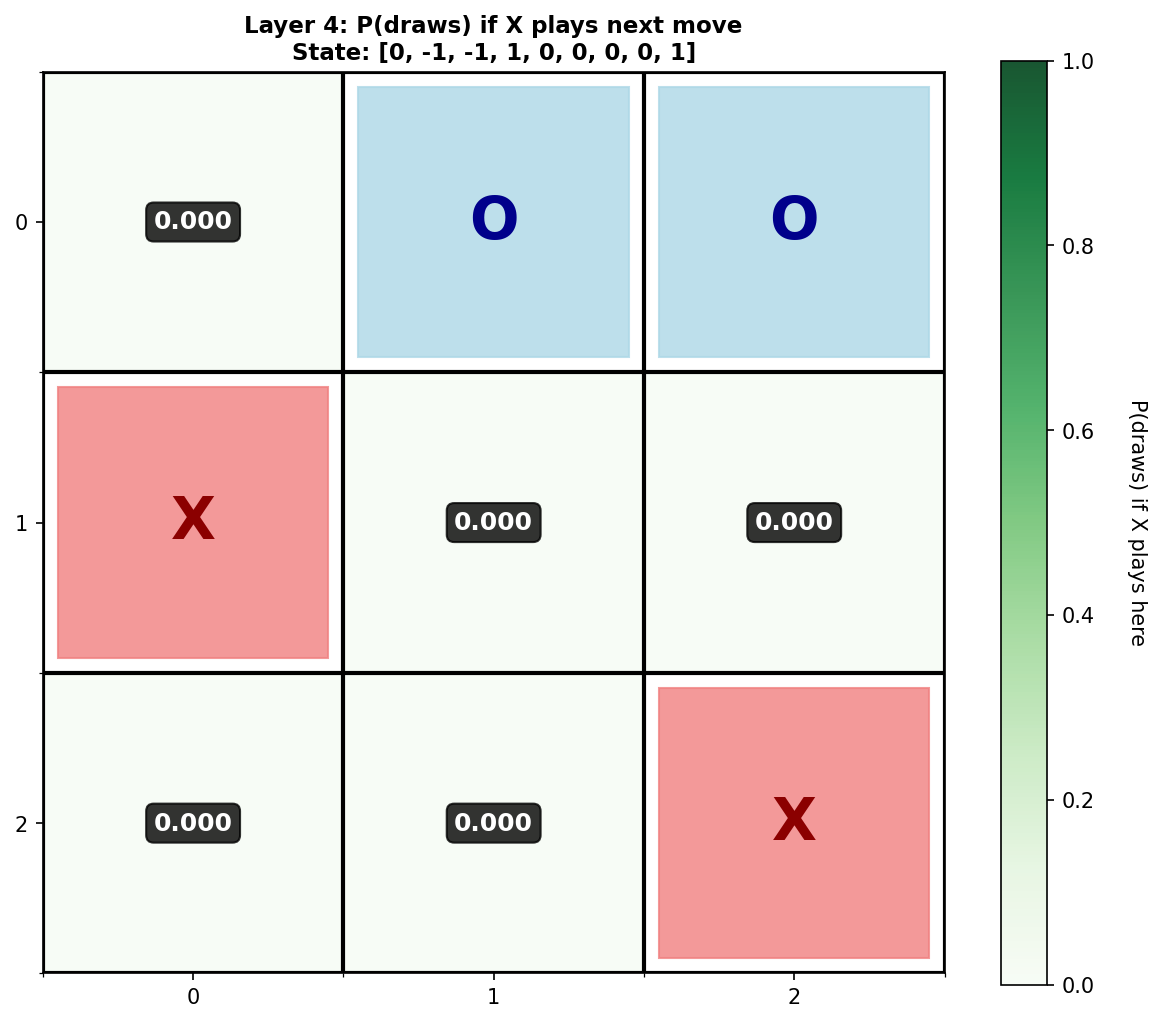 Layer 4: P(draws) if X plays next move
State: [0, -1, -1, 1, 0, 0, 0, 0, 1]
0
0.000
O
O
1
X
0.000
0.000
2
0.000
0.000
X
0
1
2
1.0
0.8
0.6
0.4
0.2
0.0
P(draws) if X plays here